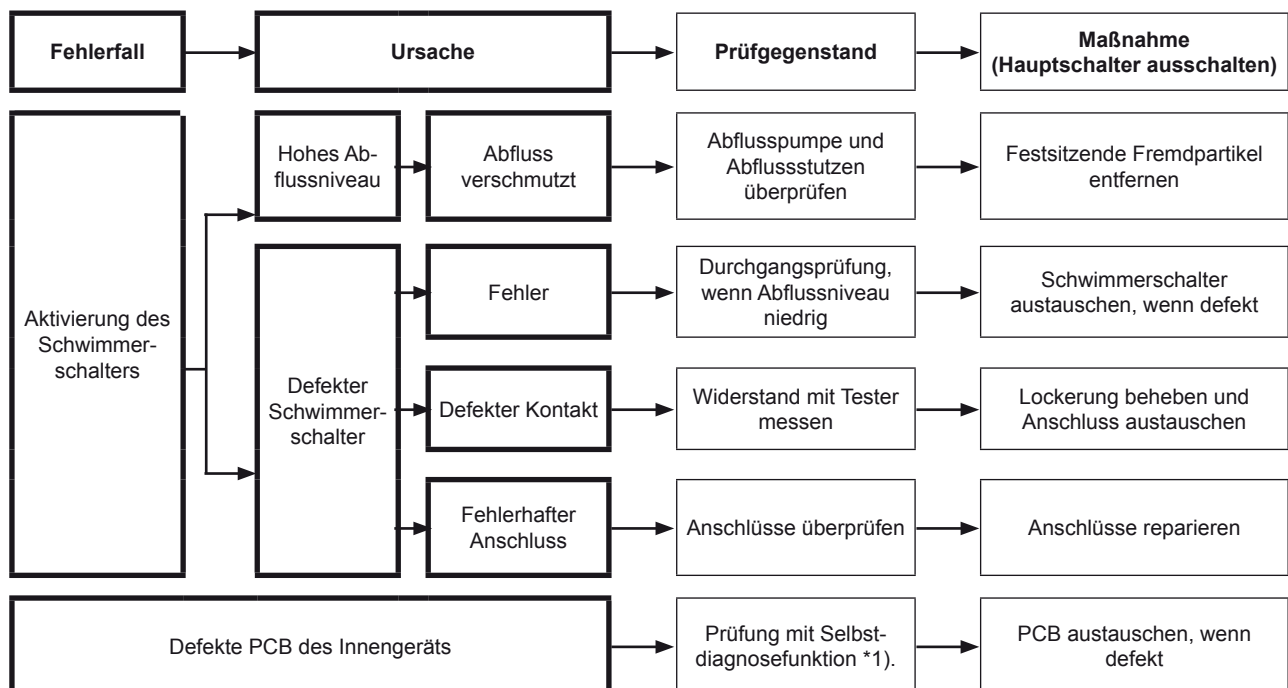 Fehlerfall
Ursache
Prüfgegenstand
Maßnahme
(Hauptschalter ausschalten)
Aktivierung des
Schwimmer-
schalters
Hohes Ab-
flussniveau
Abfluss
verschmutzt
Abflusspumpe und
Abflussstutzen
überprüfen
Festsitzende Fremdpartikel
entfernen
Defekter
Schwimmer-
schalter
Fehler
Durchgangsprüfung,
wenn Abflussniveau
niedrig
Schwimmerschalter
austauschen, wenn defekt
Defekter Kontakt
Widerstand mit Tester
messen
Lockerung beheben und
Anschluss austauschen
Fehlerhafter
Anschluss
Anschlüsse überprüfen
Anschlüsse reparieren
Defekte PCB des Innengeräts
Prüfung mit Selbst-
diagnosefunktion *1).
PCB austauschen, wenn
defekt